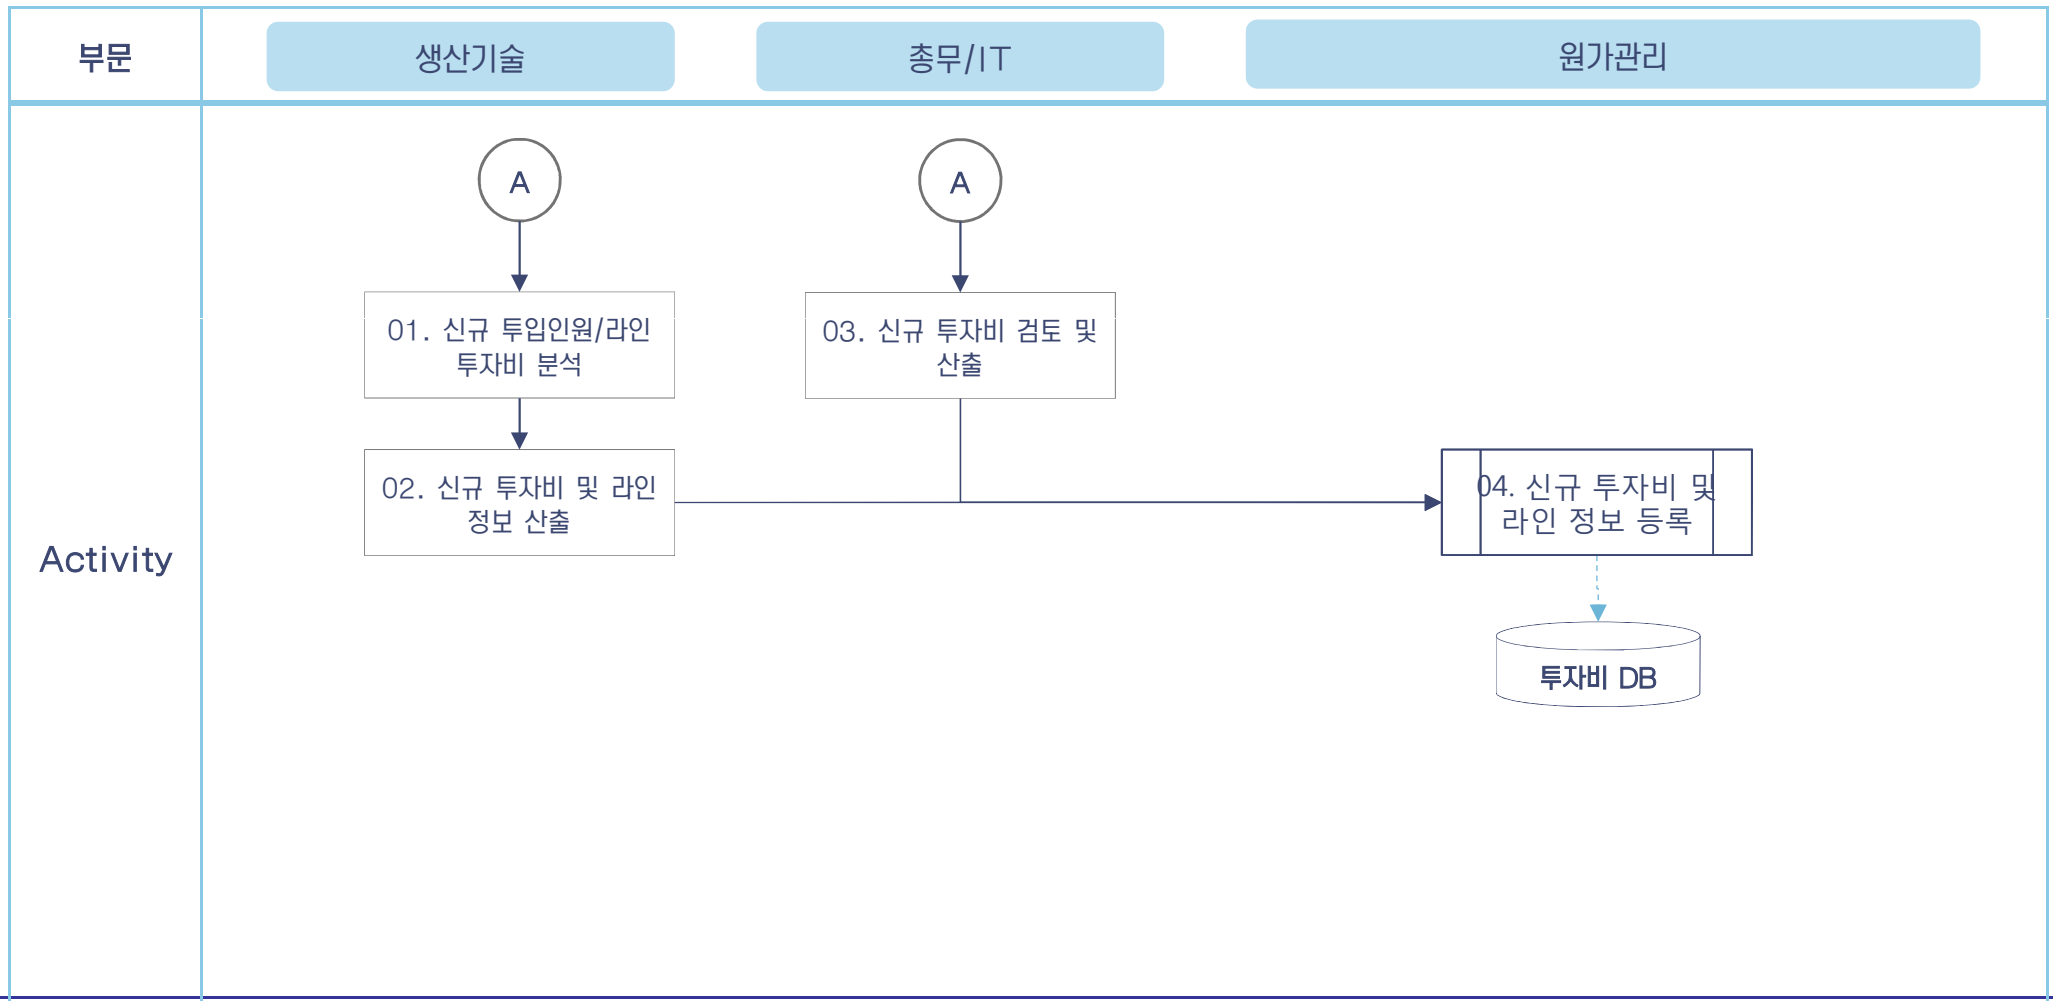 부문
생산기술
총무/IT
원가관리
Activity
A
A
01. 신규 투입인원/라인
투자비 분석
03. 신규 투자비 검토 및
산출
02. 신규 투자비 및 라인
정보 산출
04. 신규 투자비 및
라인 정보 등록
투자비 DB